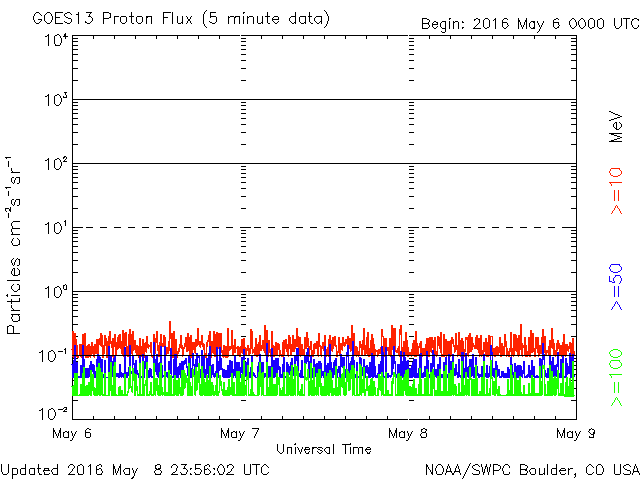 GOES13 Proton Flux (5 minute data)
Begin: 2016 May 6 0000 UTC
10⁴
10³
10²
10¹
10⁰
10⁻¹
10⁻²
Particles cm⁻²s⁻¹sr⁻¹
MeV
>=10
>=50
>=100
May 6
May 7
May 8
May 9
Universal Time
Updated 2016 May 8 23:56:02 UTC
NOAA/SWPC Boulder, CO USA